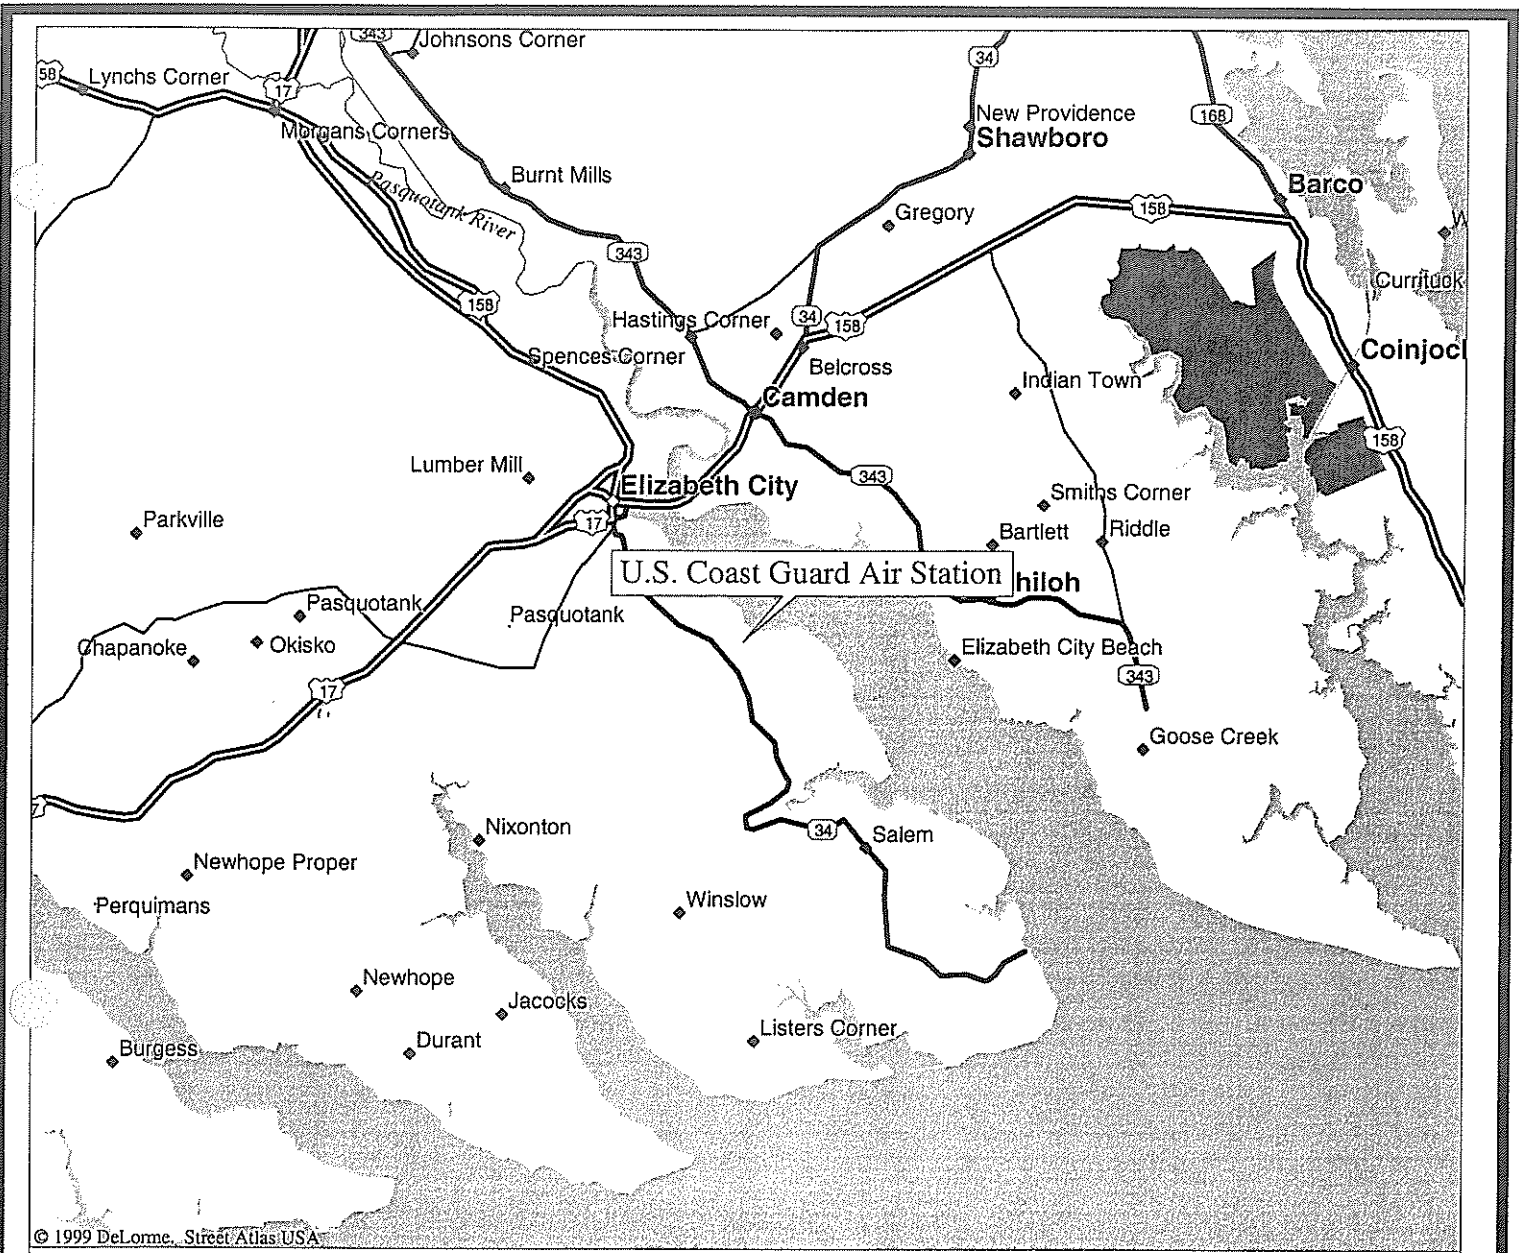 343
Johnsons Corner
34
58
Lynchs Corner
17
168
New Providence
Shawboro
Morgans Corners
Burnt Mills
Barco
Pasquotank River
158
Gregory
W
343
Currituck
158
34
158
Hastings Corner
Spences Corner
Belcross
Coinjock
Indian Town
Camden
158
Lumber Mill
343
Elizabeth City
Smiths Corner
17
Parkville
Bartlett
Riddle
U.S. Coast Guard Air Station
hiloh
Pasquotank
Pasquotank
Chapanoke
Okisko
Elizabeth City Beach
343
17
Goose Creek
7
Nixonton
34
Salem
Newhope Proper
Winslow
Perquimans
Newhope
Jacocks
Listers Corner
Durant
Burgess
© 1999 DeLorme. Street Atlas USA